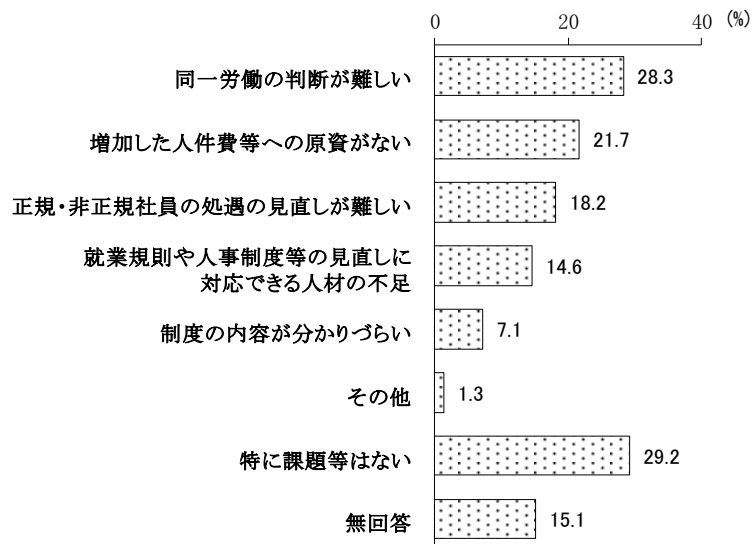 0 20 40 (%)
同一労働の判断が難しい 28.3
増加した人件費等への原資がない 21.7
正規・非正規社員の処遇の見直しが難しい 18.2
就業規則や人事制度等の見直しに
対応できる人材の不足 14.6
制度の内容が分かりづらい 7.1
その他 1.3
特に課題等はない 29.2
無回答 15.1